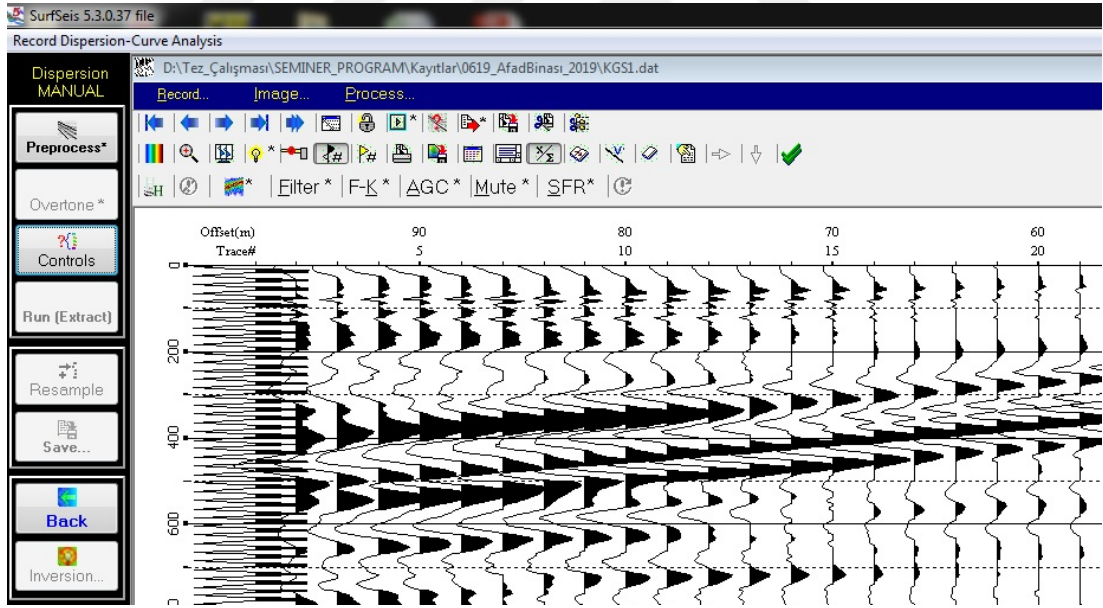 SurfSeis 5.3.0.37 file
Record Dispersion-Curve Analysis
Dispersion
MANUAL
Preprocess*
Overtone *
Controls
Run (Extract)
Resample
Save...
Back
Inversion...
D:\Tez_Çalışması\SEMINER_PROGRAM\Kayıtlar\0619_AfadBinası_2019\KGS1.dat
Record... Image... Process...
H Filter * F-K * AGC * Mute * SFR*
Offset(m) 90 80 70 60
Trace# 5 10 15 20
0
200
400
600